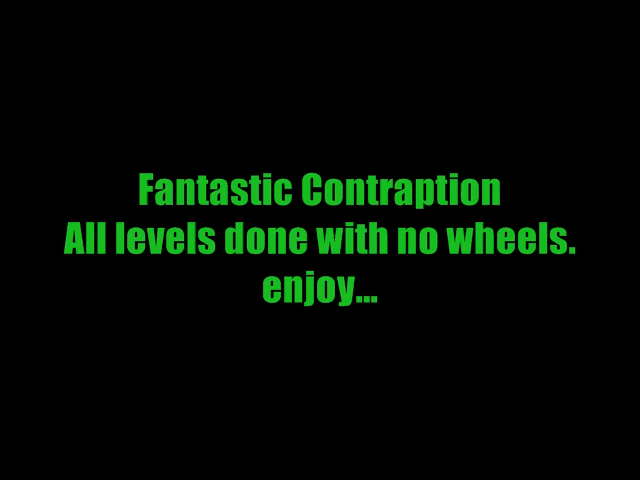 Fantastic Contraption
All levels done with no wheels.
enjoy...